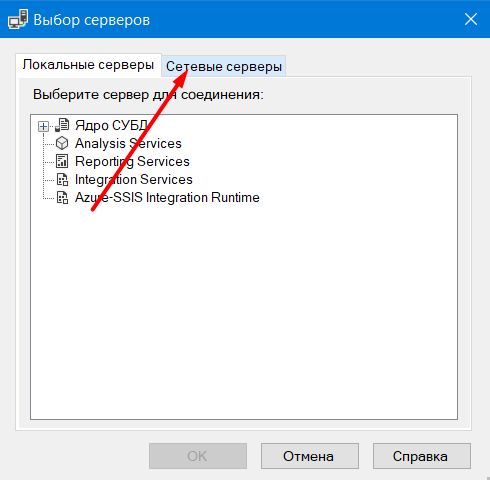 Выбор серверов
Локальные серверы
Сетевые серверы
Выберите сервер для соединения:
Ядро СУБД
Analysis Services
Reporting Services
Integration Services
Azure-SSIS Integration Runtime
OK
Отмена
Справка